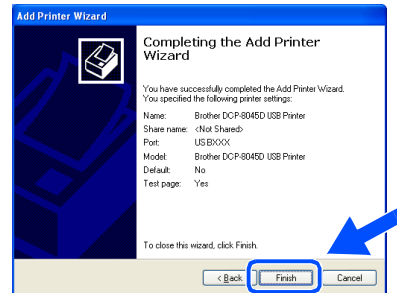 Add Printer Wizard
Completing the Add Printer
Wizard
You have successfully completed the Add Printer Wizard.
You specified the following printer settings:
Name: Brother DCP-8045D USB Printer
Share name: <Not Shared>
Port: USBXXX
Model: Brother DCP-8045D USB Printer
Default: No
Test page: Yes
To close this wizard, click Finish.
< Back Finish Cancel